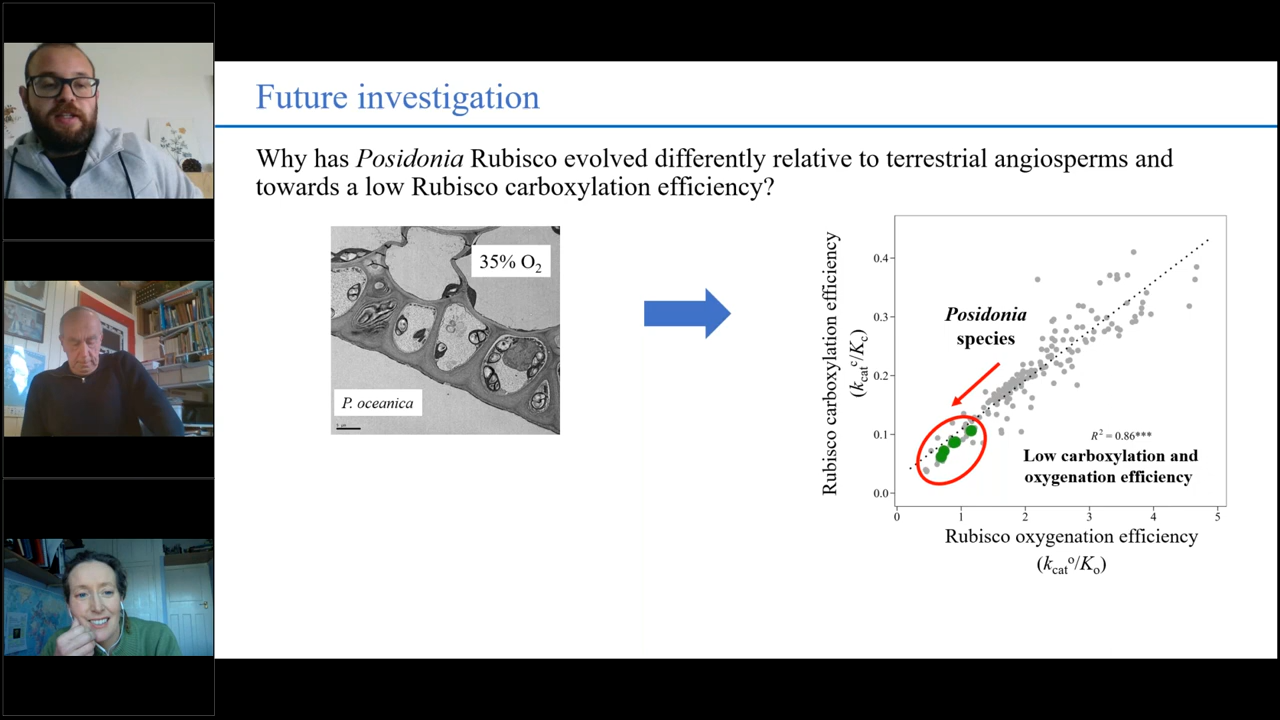 Future investigation
Why has Posidonia Rubisco evolved differently relative to terrestrial angiosperms and
towards a low Rubisco carboxylation efficiency?
35% O₂
P. oceanica
Rubisco carboxylation efficiency
(k_cat^c/K_c)
0.4
0.3
0.2
0.1
0.0
Posidonia
species
R² = 0.86***
Low carboxylation and
oxygenation efficiency
0 1 2 3 4 5
Rubisco oxygenation efficiency
(k_cat^o/K_o)